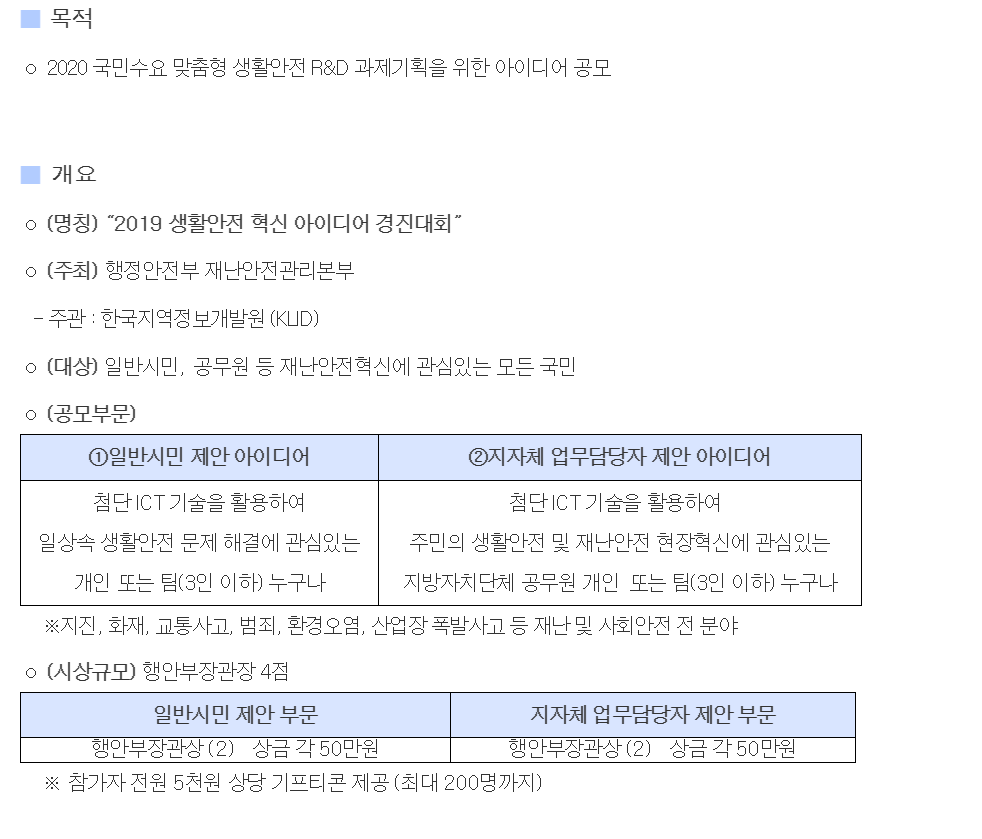 ■ 목적
○ 2020 국민수요 맞춤형 생활안전 R&D 과제기획을 위한 아이디어 공모
■ 개요
○ (명칭) “2019 생활안전 혁신 아이디어 경진대회”
○ (주최) 행정안전부 재난안전관리본부
- 주관 : 한국지역정보개발원(KLID)
○ (대상) 일반시민, 공무원 등 재난안전혁신에 관심있는 모든 국민
○ (공모부문)
①일반시민 제안 아이디어
첨단 ICT 기술을 활용하여
일상속 생활안전 문제 해결에 관심있는
개인 또는 팀(3인 이하) 누구나
②지자체 업무담당자 제안 아이디어
첨단 ICT 기술을 활용하여
주민의 생활안전 및 재난안전 현장혁신에 관심있는
지방자치단체 공무원 개인 또는 팀(3인 이하) 누구나
※지진, 화재, 교통사고, 범죄, 환경오염, 산업장 폭발사고 등 재난 및 사회안전 전 분야
○ (시상규모) 행안부장관장 4점
일반시민 제안 부문
행안부장관상(2) 상금 각 50만원
지자체 업무담당자 제안 부문
행안부장관상(2) 상금 각 50만원
※ 참가자 전원 5천원 상당 기프티콘 제공 (최대 200명까지)